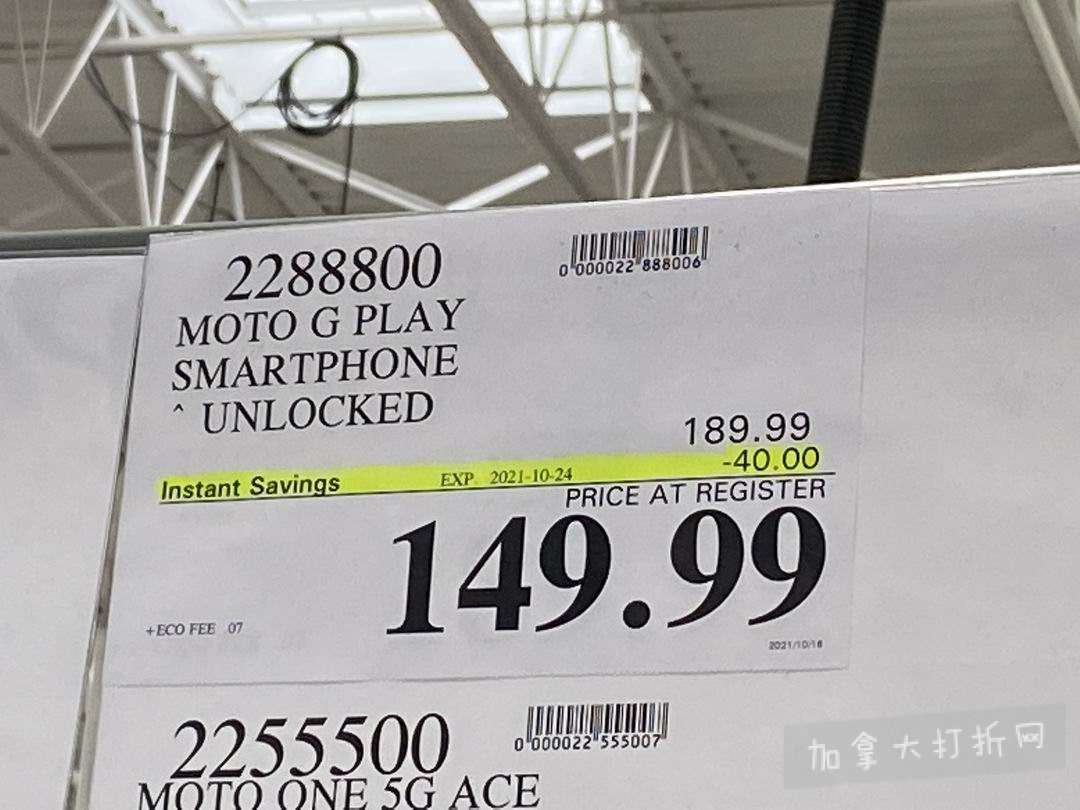 2288800
0 000022 888006
MOTO G PLAY
SMARTPHONE
^ UNLOCKED
189.99
Instant Savings EXP 2021-10-24 -40.00
PRICE AT REGISTER
149.99
+ECO FEE 07
2021/10/18
2255500
0 000022 555007
MOTO ONE 5G ACE
加拿大打折网